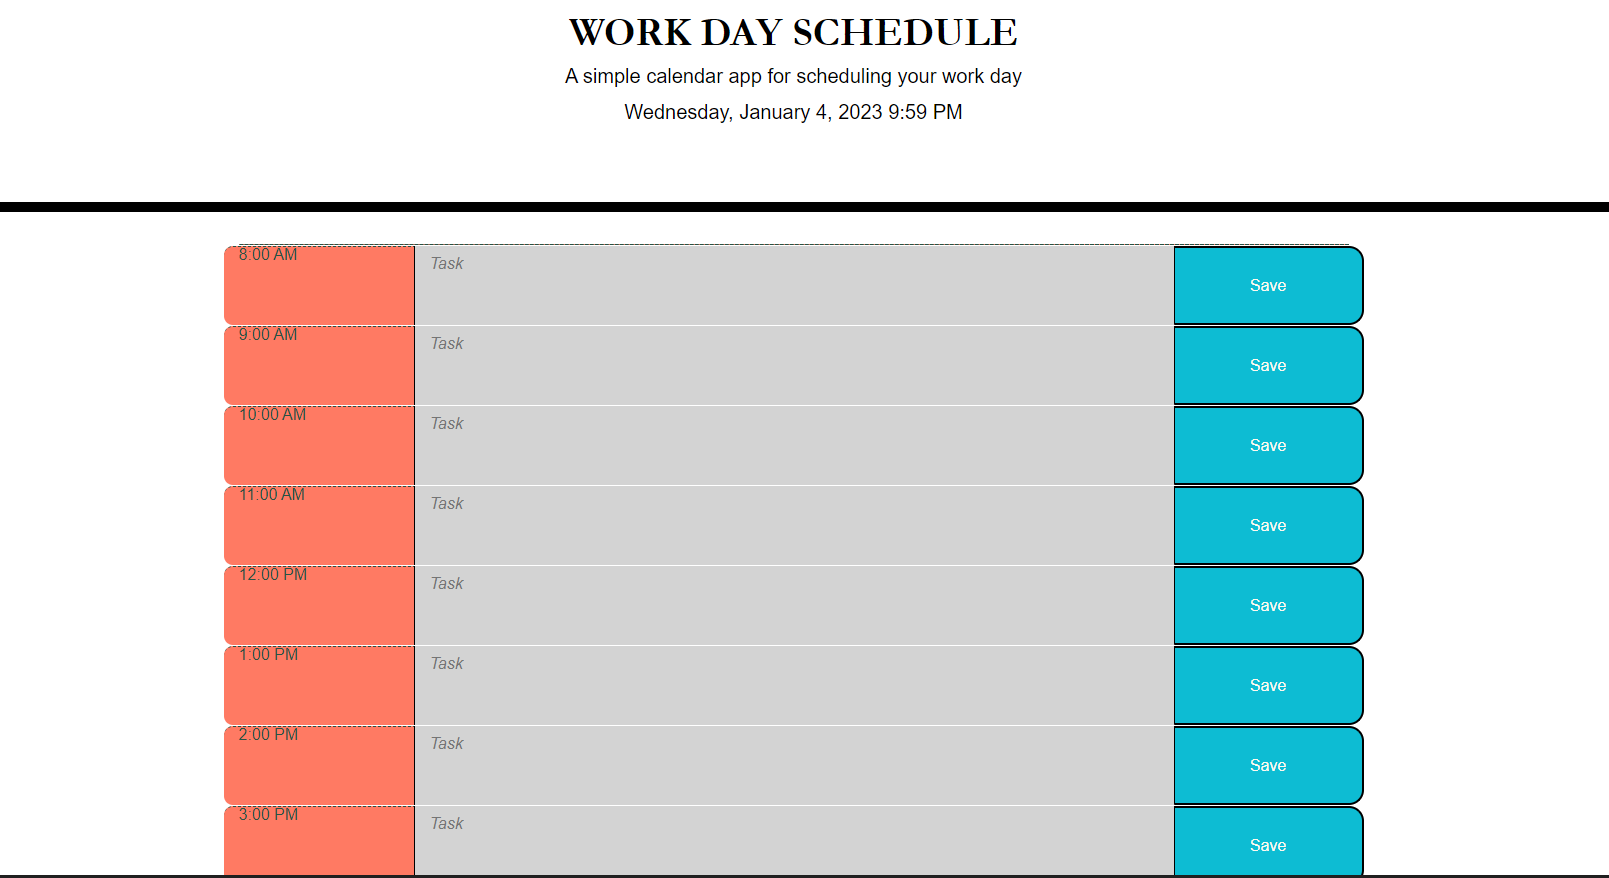 WORK DAY SCHEDULE
A simple calendar app for scheduling your work day
Wednesday, January 4, 2023 9:59 PM
8:00 AM Task Save
9:00 AM Task Save
10:00 AM Task Save
11:00 AM Task Save
12:00 PM Task Save
1:00 PM Task Save
2:00 PM Task Save
3:00 PM Task Save